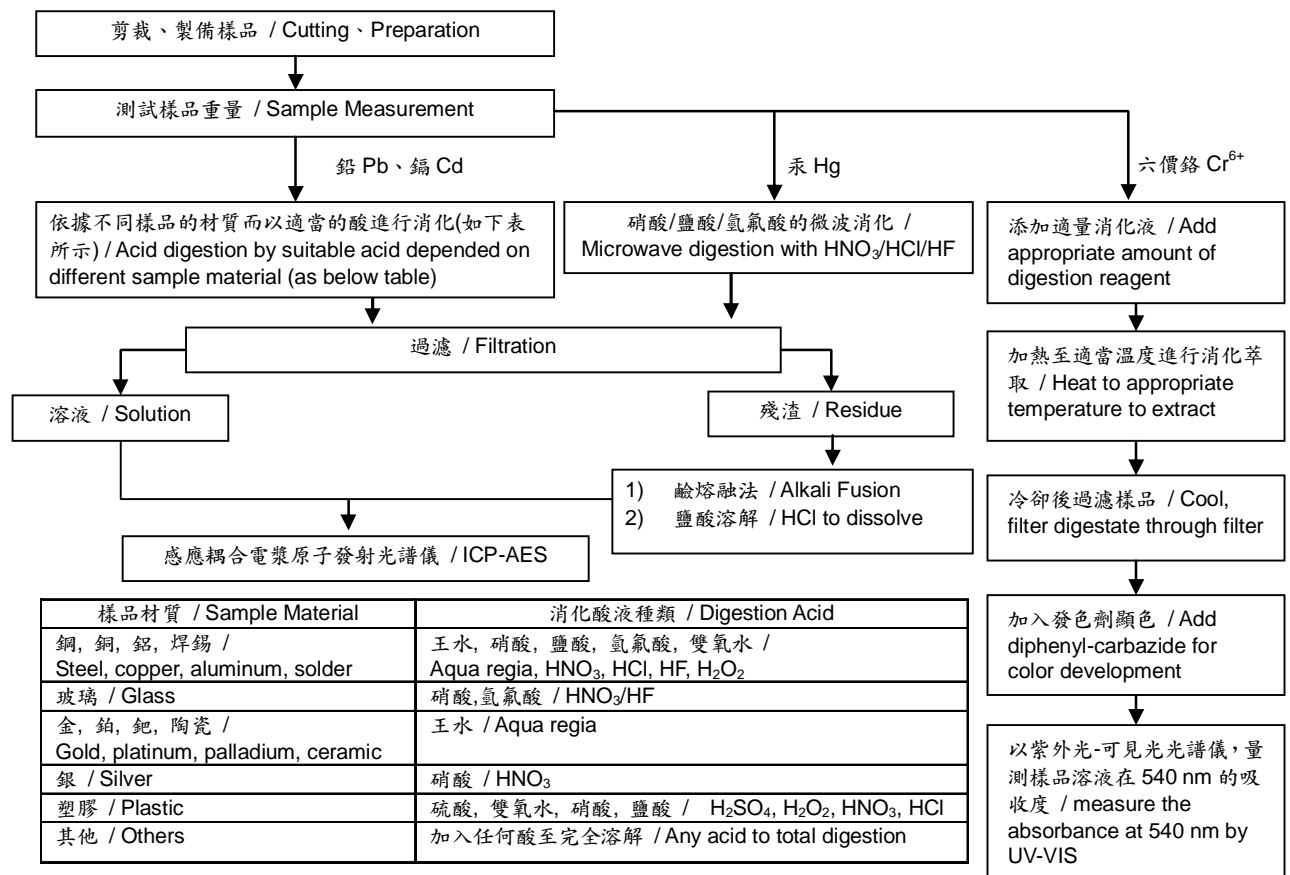 剪裁、製備樣品 / Cutting、Preparation
測試樣品重量 / Sample Measurement
鉛 Pb、鎘 Cd
汞 Hg
六價鉻 Cr⁶⁺
依據不同樣品的材質而以適當的酸進行消化(如下表
所示) / Acid digestion by suitable acid depended on
different sample material (as below table)
硝酸/鹽酸/氫氟酸的微波消化 /
Microwave digestion with HNO₃/HCl/HF
添加適量消化液 / Add
appropriate amount of
digestion reagent
過濾 / Filtration
加熱至適當溫度進行消化萃
取 / Heat to appropriate
temperature to extract
溶液 / Solution
殘渣 / Residue
1) 鹼熔融法 / Alkali Fusion
2) 鹽酸溶解 / HCl to dissolve
冷卻後過濾樣品 / Cool,
filter digestate through filter
感應耦合電漿原子發射光譜儀 / ICP-AES
樣品材質 / Sample Material
消化酸液種類 / Digestion Acid
鋼, 銅, 鋁, 焊錫 /
Steel, copper, aluminum, solder
王水, 硝酸, 鹽酸, 氫氟酸, 雙氧水 /
Aqua regia, HNO₃, HCl, HF, H₂O₂
玻璃 / Glass
硝酸,氫氟酸 / HNO₃/HF
金, 鉑, 鈀, 陶瓷 /
Gold, platinum, palladium, ceramic
王水 / Aqua regia
銀 / Silver
硝酸 / HNO₃
塑膠 / Plastic
硫酸, 雙氧水, 硝酸, 鹽酸 / H₂SO₄, H₂O₂, HNO₃, HCl
其他 / Others
加入任何酸至完全溶解 / Any acid to total digestion
加入發色劑顯色 / Add
diphenyl-carbazide for
color development
以紫外光-可見光光譜儀,量
測樣品溶液在 540 nm 的吸
收度 / measure the
absorbance at 540 nm by
UV-VIS